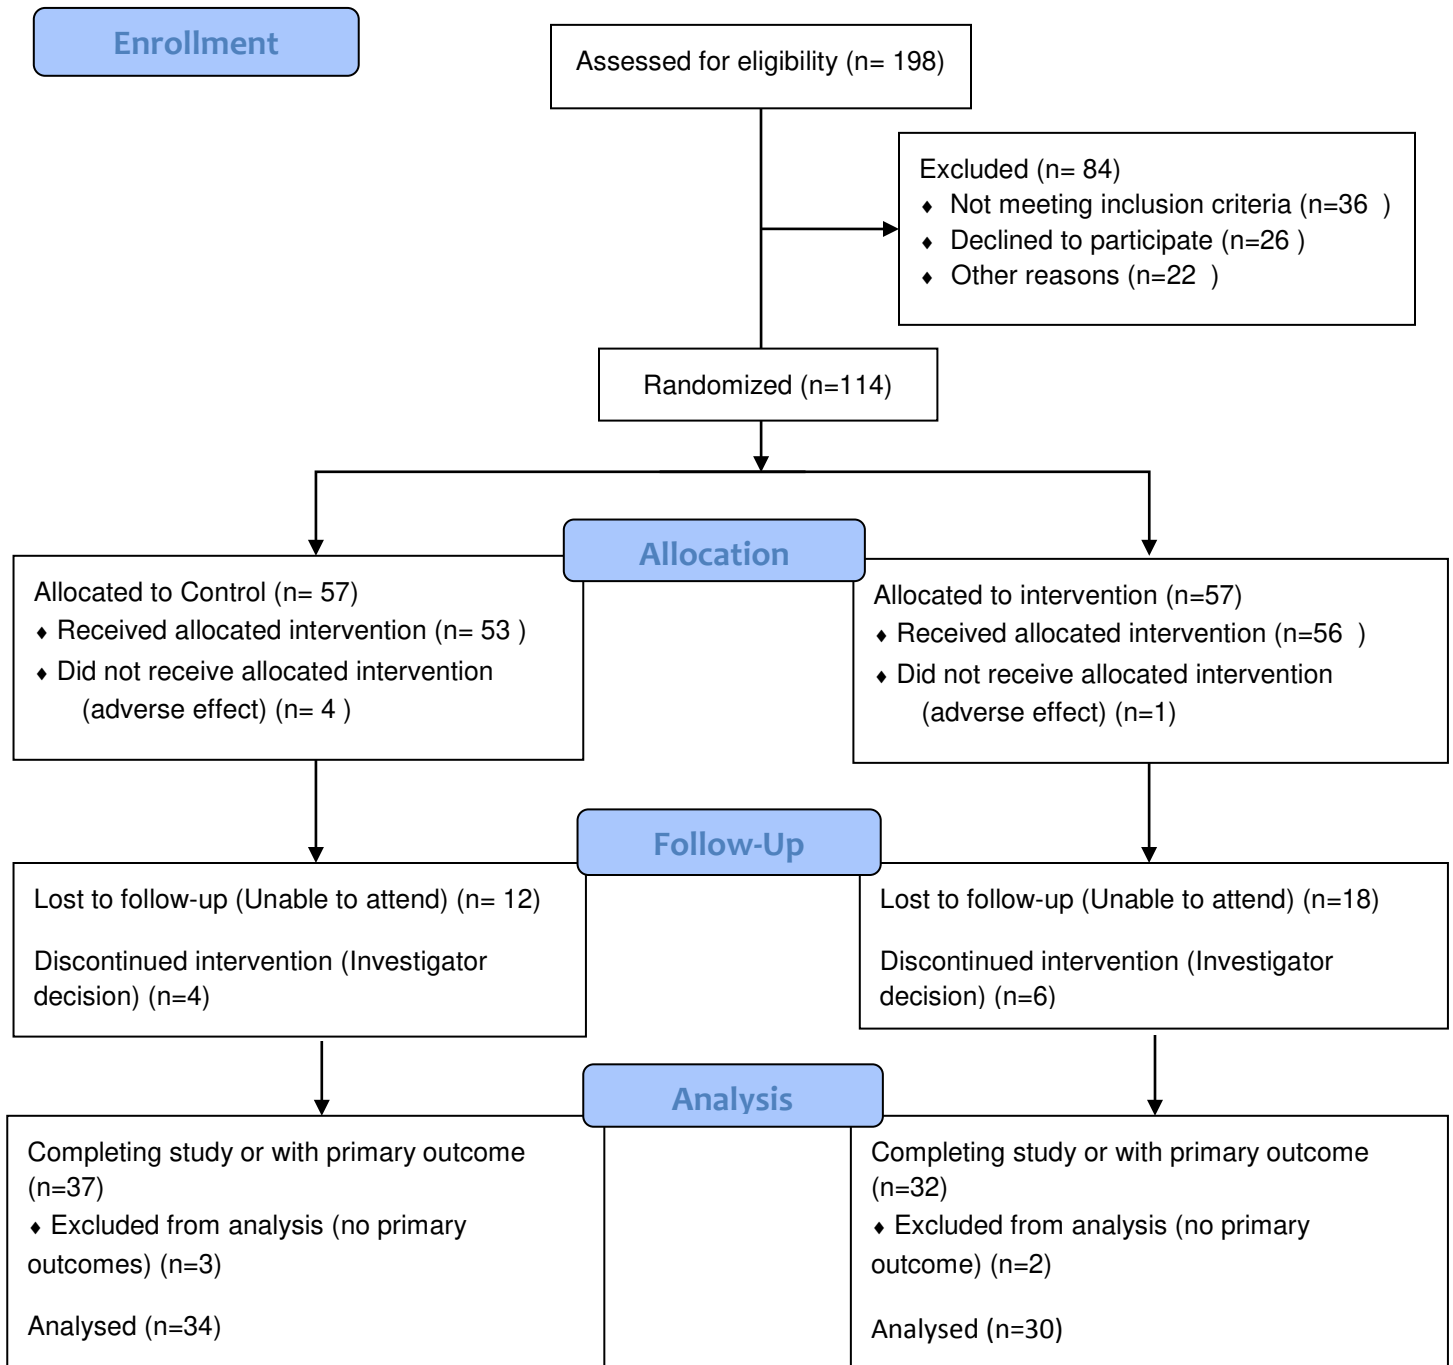 Enrollment
Assessed for eligibility (n= 198)
Excluded (n= 84)
♦ Not meeting inclusion criteria (n=36  )
♦ Declined to participate (n=26 )
♦ Other reasons (n=22  )
Randomized (n=114)
Allocation
Allocated to Control (n= 57)
♦ Received allocated intervention (n= 53 )
♦ Did not receive allocated intervention
(adverse effect) (n= 4 )
Allocated to intervention (n=57)
♦ Received allocated intervention (n=56  )
♦ Did not receive allocated intervention
(adverse effect) (n=1)
Follow-Up
Lost to follow-up (Unable to attend) (n= 12)
Discontinued intervention (Investigator
decision) (n=4)
Lost to follow-up (Unable to attend) (n=18)
Discontinued intervention (Investigator
decision) (n=6)
Analysis
Completing study or with primary outcome
(n=37)
♦ Excluded from analysis (no primary
outcomes) (n=3)
Analysed (n=34)
Completing study or with primary outcome
(n=32)
♦ Excluded from analysis (no primary
outcome) (n=2)
Analysed (n=30)